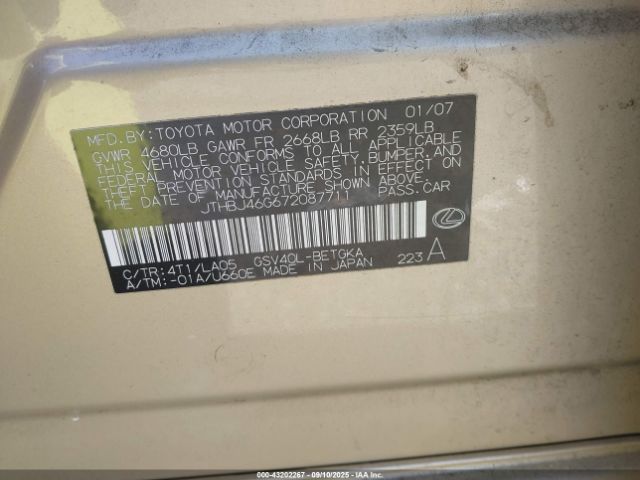 MFD. BY: TOYOTA MOTOR CORPORATION 01/07
GVWR 4680LB GAWR FR 2668LB RR 2359LB
THIS VEHICLE CONFORMS TO ALL APPLICABLE
FEDERAL MOTOR VEHICLE SAFETY, BUMPER, AND
THEFT PREVENTION STANDARDS IN EFFECT ON
THE DATE OF MANUFACTURE SHOWN ABOVE.
JTHBJ46G672087711 PASS. CAR
C/TR: 4T1/LA05 GSV40L-BETGKA
A/TM: -01A/U660E MADE IN JAPAN 223 A
000-43202267 - 09/10/2025 - IAA Inc.